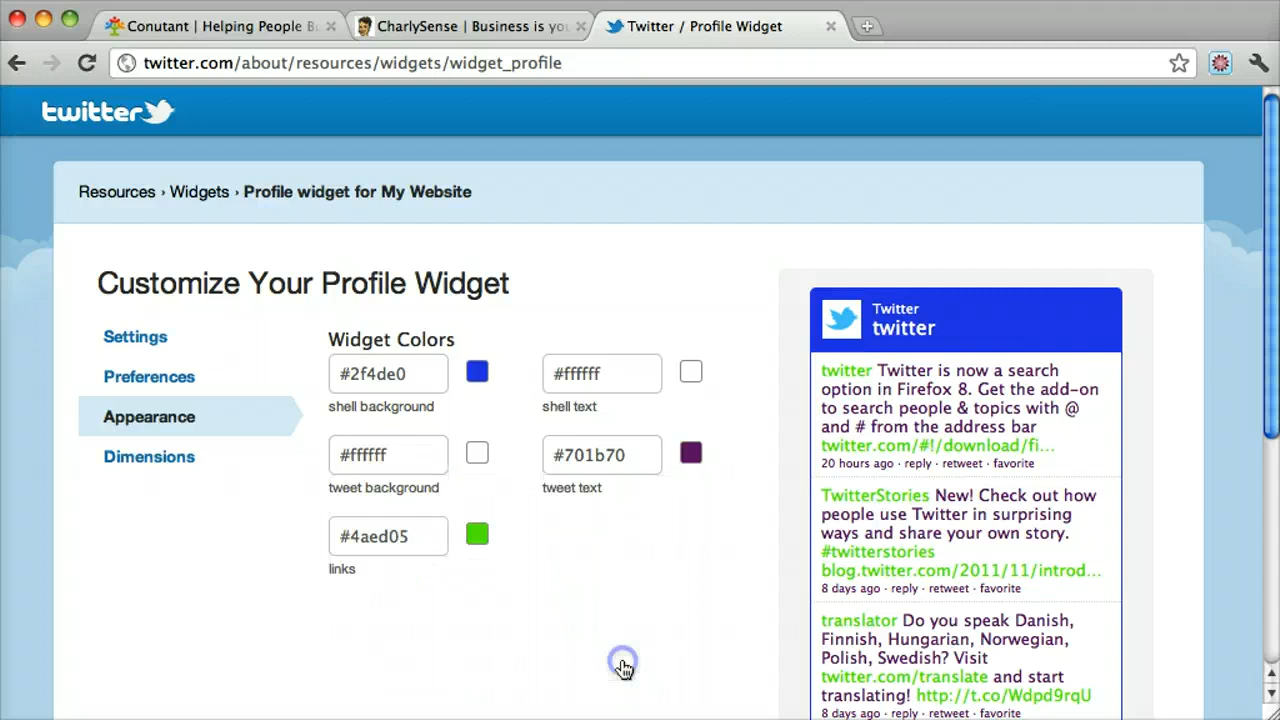 Conutant | Helping People Bu
CharlySense | Business is you
Twitter / Profile Widget
twitter.com/about/resources/widgets/widget_profile
twitter
Resources › Widgets › Profile widget for My Website
Customize Your Profile Widget
Settings
Preferences
Appearance
Dimensions
Widget Colors
#2f4de0
#ffffff
shell background
shell text
#ffffff
#701b70
tweet background
tweet text
#4aed05
links
Twitter
twitter
twitter Twitter is now a search
option in Firefox 8. Get the add-on
to search people & topics with @
and # from the address bar
twitter.com/#!/download/fi...
20 hours ago · reply · retweet · favorite
TwitterStories New! Check out how
people use Twitter in surprising
ways and share your own story.
#twitterstories
blog.twitter.com/2011/11/introd...
8 days ago · reply · retweet · favorite
translator Do you speak Danish,
Finnish, Hungarian, Norwegian,
Polish, Swedish? Visit
twitter.com/translate and start
translating! http://t.co/Wdpd9rqU
8 days ago · reply · retweet · favorite